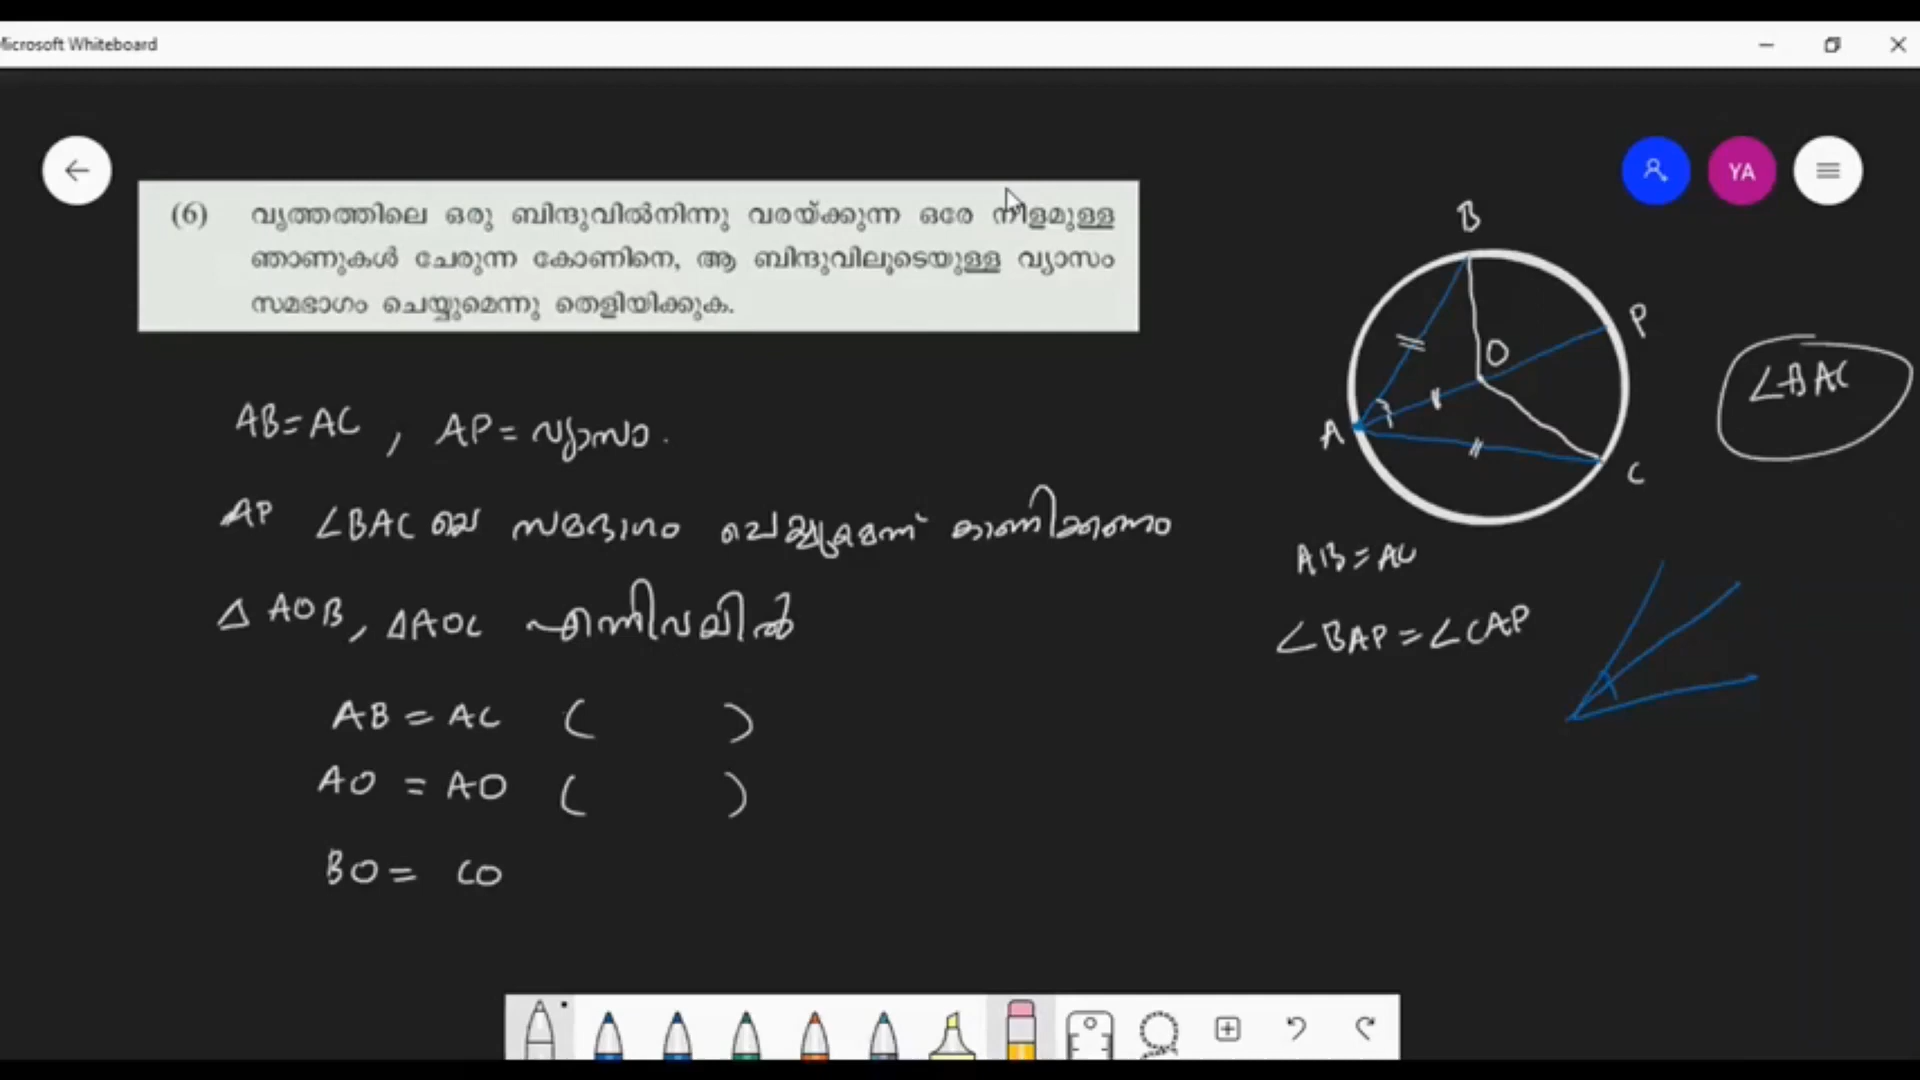 Microsoft Whiteboard
YA
(6) വൃത്തത്തിലെ ഒരു ബിന്ദുവിൽനിന്നു വരയ്ക്കുന്ന ഒരേ നീളമുള്ള
ഞാണുകൾ ചേരുന്ന കോണിനെ, ആ ബിന്ദുവിലൂടെയുള്ള വ്യാസം
സമഭാഗം ചെയ്യുമെന്നു തെളിയിക്കുക.
B
P
O
A
C
∠BAC
AB = AC , AP = വ്യാസം .
AP ∠BAC യെ സമഭാഗം ചെയ്യുമെന്ന് കാണിക്കണം
△ AOB, △AOC എന്നിവയിൽ
AB = AC ( )
AO = AO ( )
BO = CO
AB = AC
∠BAP = ∠CAP